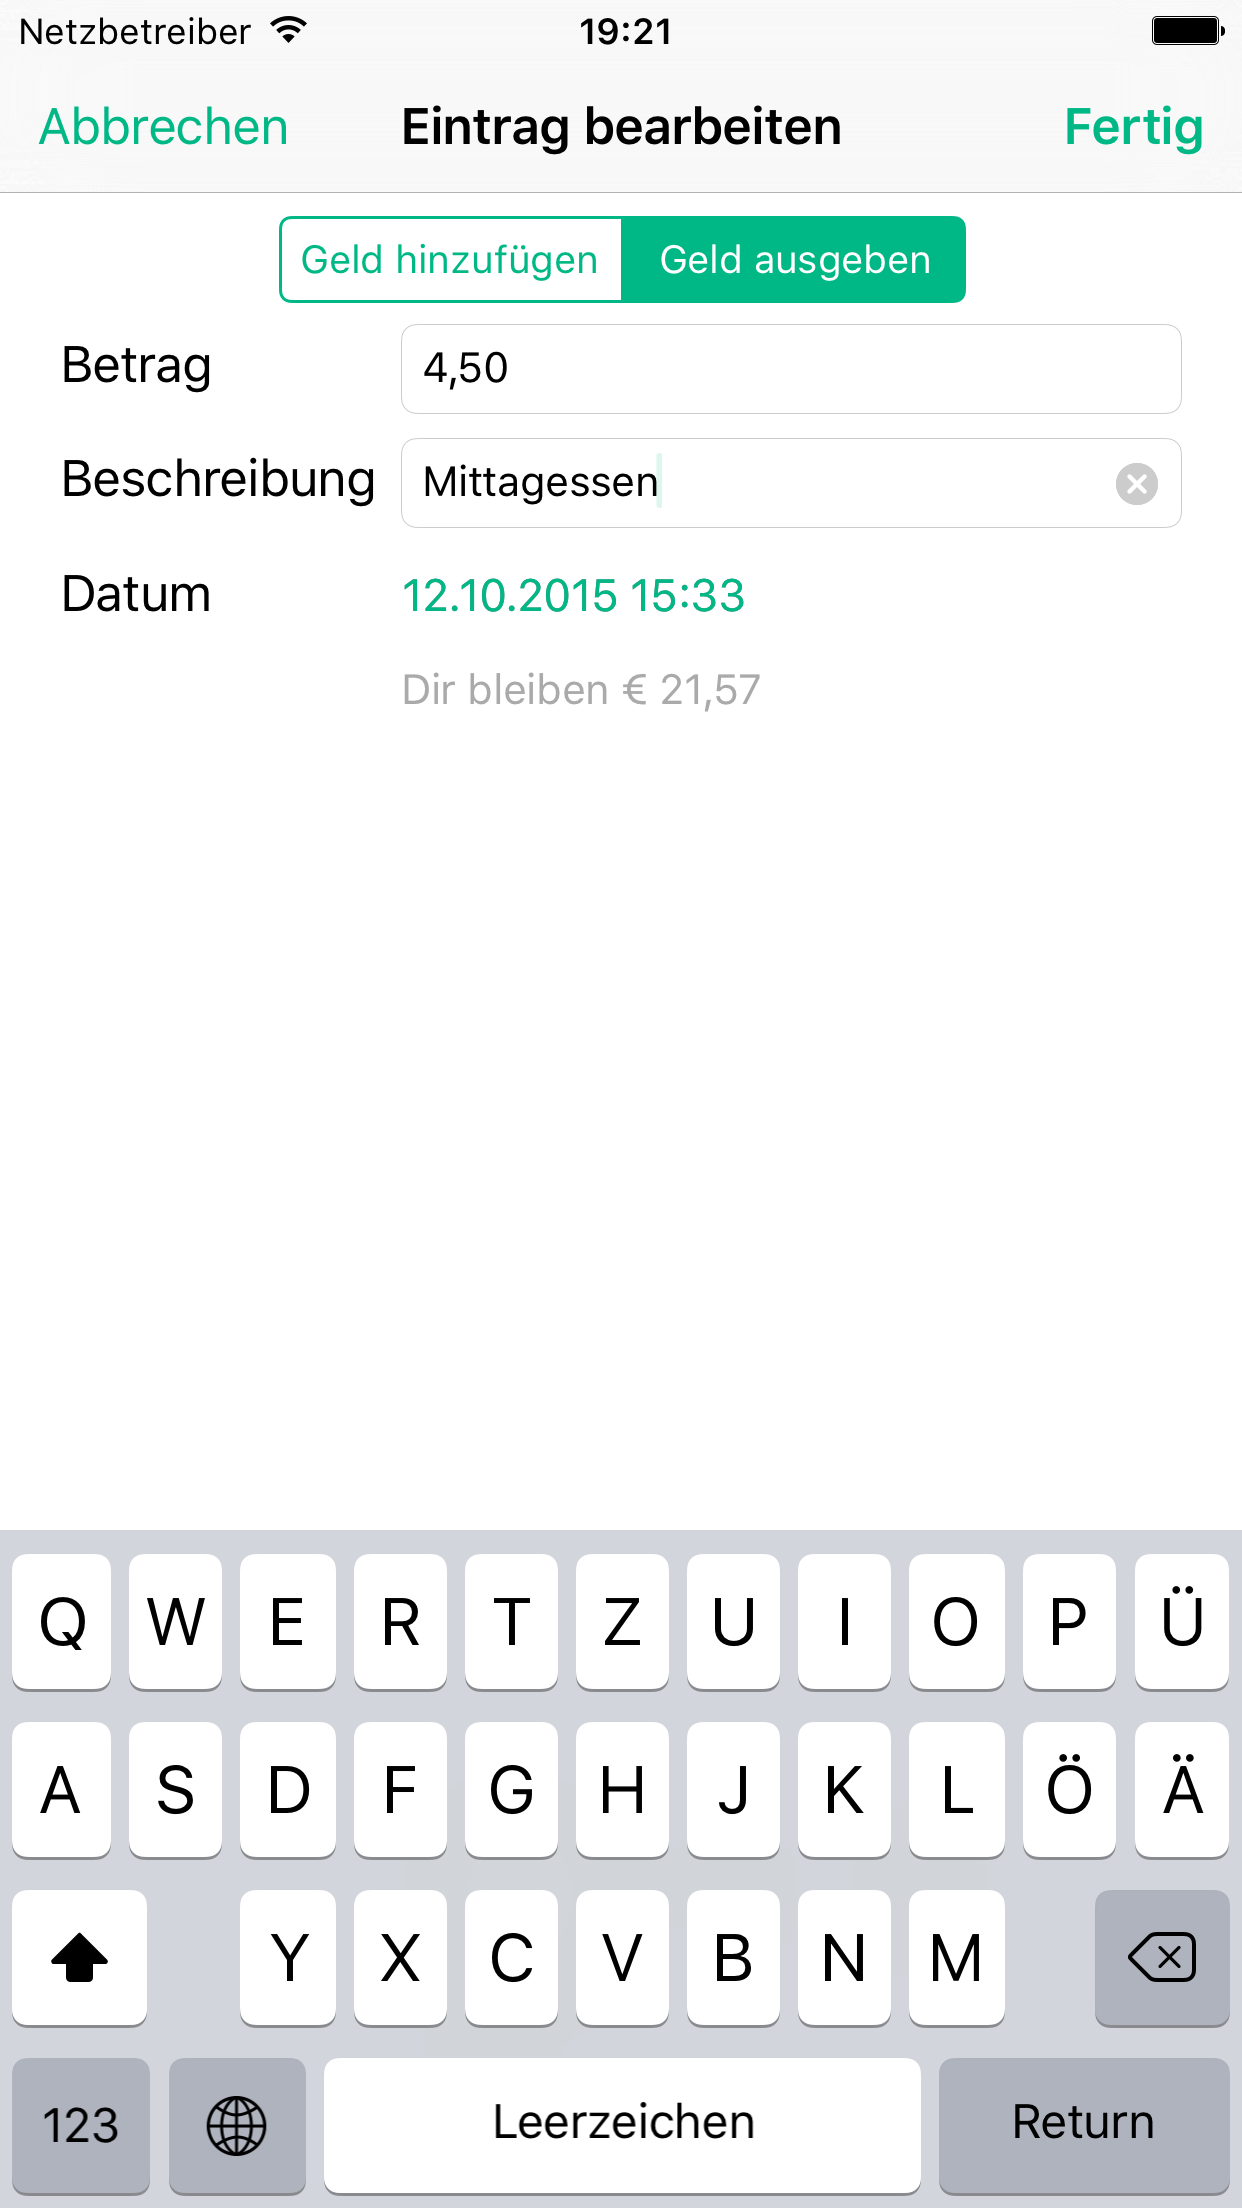 Netzbetreiber 19:21
Abbrechen Eintrag bearbeiten Fertig
Geld hinzufügen Geld ausgeben
Betrag 4,50
Beschreibung Mittagessen
Datum 12.10.2015 15:33
Dir bleiben € 21,57
Q W E R T Z U I O P Ü
A S D F G H J K L Ö Ä
Y X C V B N M
123 Leerzeichen Return